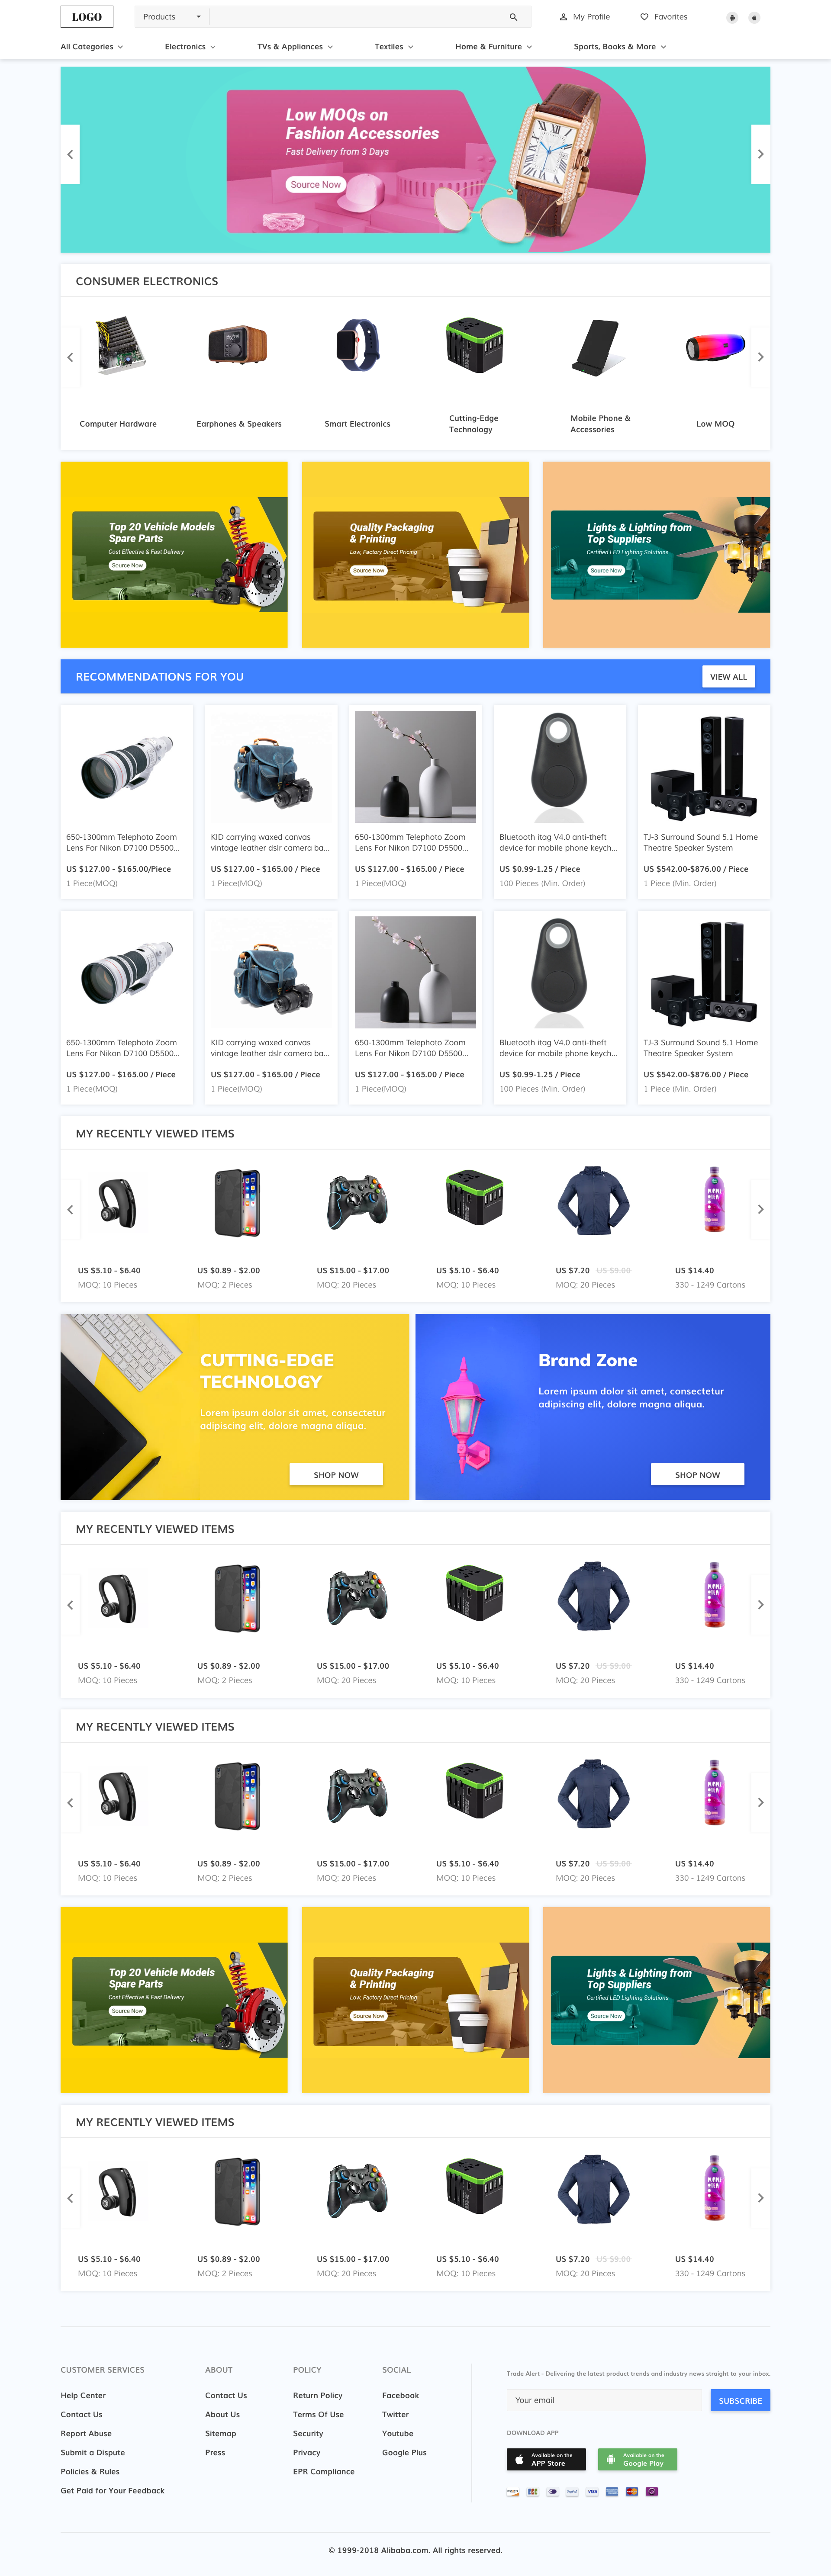 LOGO
Products
My Profile
Favorites
All Categories
Electronics
TVs & Appliances
Textiles
Home & Furniture
Sports, Books & More
Low MOQs on
Fashion Accessories
Fast Delivery from 3 Days
Source Now
CONSUMER ELECTRONICS
Computer Hardware
Earphones & Speakers
Smart Electronics
Cutting-Edge
Technology
Mobile Phone &
Accessories
Low MOQ
Top 20 Vehicle Models
Spare Parts
Cost Effective & Fast Delivery
Source Now
Quality Packaging
& Printing
Low, Factory Direct Pricing
Source Now
Lights & Lighting from
Top Suppliers
Certified LED Lighting Solutions
Source Now
RECOMMENDATIONS FOR YOU
VIEW ALL
650-1300mm Telephoto Zoom
Lens For Nikon D7100 D5500...
US $127.00 - $165.00/Piece
1 Piece(MOQ)
KID carrying waxed canvas
vintage leather dslr camera ba...
US $127.00 - $165.00 / Piece
1 Piece(MOQ)
650-1300mm Telephoto Zoom
Lens For Nikon D7100 D5500...
US $127.00 - $165.00 / Piece
1 Piece(MOQ)
Bluetooth itag V4.0 anti-theft
device for mobile phone keych...
US $0.99-1.25 / Piece
100 Pieces (Min. Order)
TJ-3 Surround Sound 5.1 Home
Theatre Speaker System
US $542.00-$876.00 / Piece
1 Piece (Min. Order)
650-1300mm Telephoto Zoom
Lens For Nikon D7100 D5500...
US $127.00 - $165.00 / Piece
1 Piece(MOQ)
KID carrying waxed canvas
vintage leather dslr camera ba...
US $127.00 - $165.00 / Piece
1 Piece(MOQ)
650-1300mm Telephoto Zoom
Lens For Nikon D7100 D5500...
US $127.00 - $165.00 / Piece
1 Piece(MOQ)
Bluetooth itag V4.0 anti-theft
device for mobile phone keych...
US $0.99-1.25 / Piece
100 Pieces (Min. Order)
TJ-3 Surround Sound 5.1 Home
Theatre Speaker System
US $542.00-$876.00 / Piece
1 Piece (Min. Order)
MY RECENTLY VIEWED ITEMS
US $5.10 - $6.40
MOQ: 10 Pieces
US $0.89 - $2.00
MOQ: 2 Pieces
US $15.00 - $17.00
MOQ: 20 Pieces
US $5.10 - $6.40
MOQ: 10 Pieces
US $7.20 US $9.00
MOQ: 20 Pieces
US $14.40
330 - 1249 Cartons
CUTTING-EDGE
TECHNOLOGY
Lorem ipsum dolor sit amet, consectetur
adipiscing elit, dolore magna aliqua.
SHOP NOW
Brand Zone
Lorem ipsum dolor sit amet, consectetur
adipiscing elit, dolore magna aliqua.
SHOP NOW
MY RECENTLY VIEWED ITEMS
US $5.10 - $6.40
MOQ: 10 Pieces
US $0.89 - $2.00
MOQ: 2 Pieces
US $15.00 - $17.00
MOQ: 20 Pieces
US $5.10 - $6.40
MOQ: 10 Pieces
US $7.20 US $9.00
MOQ: 20 Pieces
US $14.40
330 - 1249 Cartons
MY RECENTLY VIEWED ITEMS
US $5.10 - $6.40
MOQ: 10 Pieces
US $0.89 - $2.00
MOQ: 2 Pieces
US $15.00 - $17.00
MOQ: 20 Pieces
US $5.10 - $6.40
MOQ: 10 Pieces
US $7.20 US $9.00
MOQ: 20 Pieces
US $14.40
330 - 1249 Cartons
Top 20 Vehicle Models
Spare Parts
Cost Effective & Fast Delivery
Source Now
Quality Packaging
& Printing
Low, Factory Direct Pricing
Source Now
Lights & Lighting from
Top Suppliers
Certified LED Lighting Solutions
Source Now
MY RECENTLY VIEWED ITEMS
US $5.10 - $6.40
MOQ: 10 Pieces
US $0.89 - $2.00
MOQ: 2 Pieces
US $15.00 - $17.00
MOQ: 20 Pieces
US $5.10 - $6.40
MOQ: 10 Pieces
US $7.20 US $9.00
MOQ: 20 Pieces
US $14.40
330 - 1249 Cartons
CUSTOMER SERVICES
Help Center
Contact Us
Report Abuse
Submit a Dispute
Policies & Rules
Get Paid for Your Feedback
ABOUT
Contact Us
About Us
Sitemap
Press
POLICY
Return Policy
Terms Of Use
Security
Privacy
EPR Compliance
SOCIAL
Facebook
Twitter
Youtube
Google Plus
Trade Alert - Delivering the latest product trends and industry news straight to your inbox.
Your email
SUBSCRIBE
DOWNLOAD APP
Available on the
APP Store
Available on the
Google Play
VISA
© 1999-2018 Alibaba.com. All rights reserved.